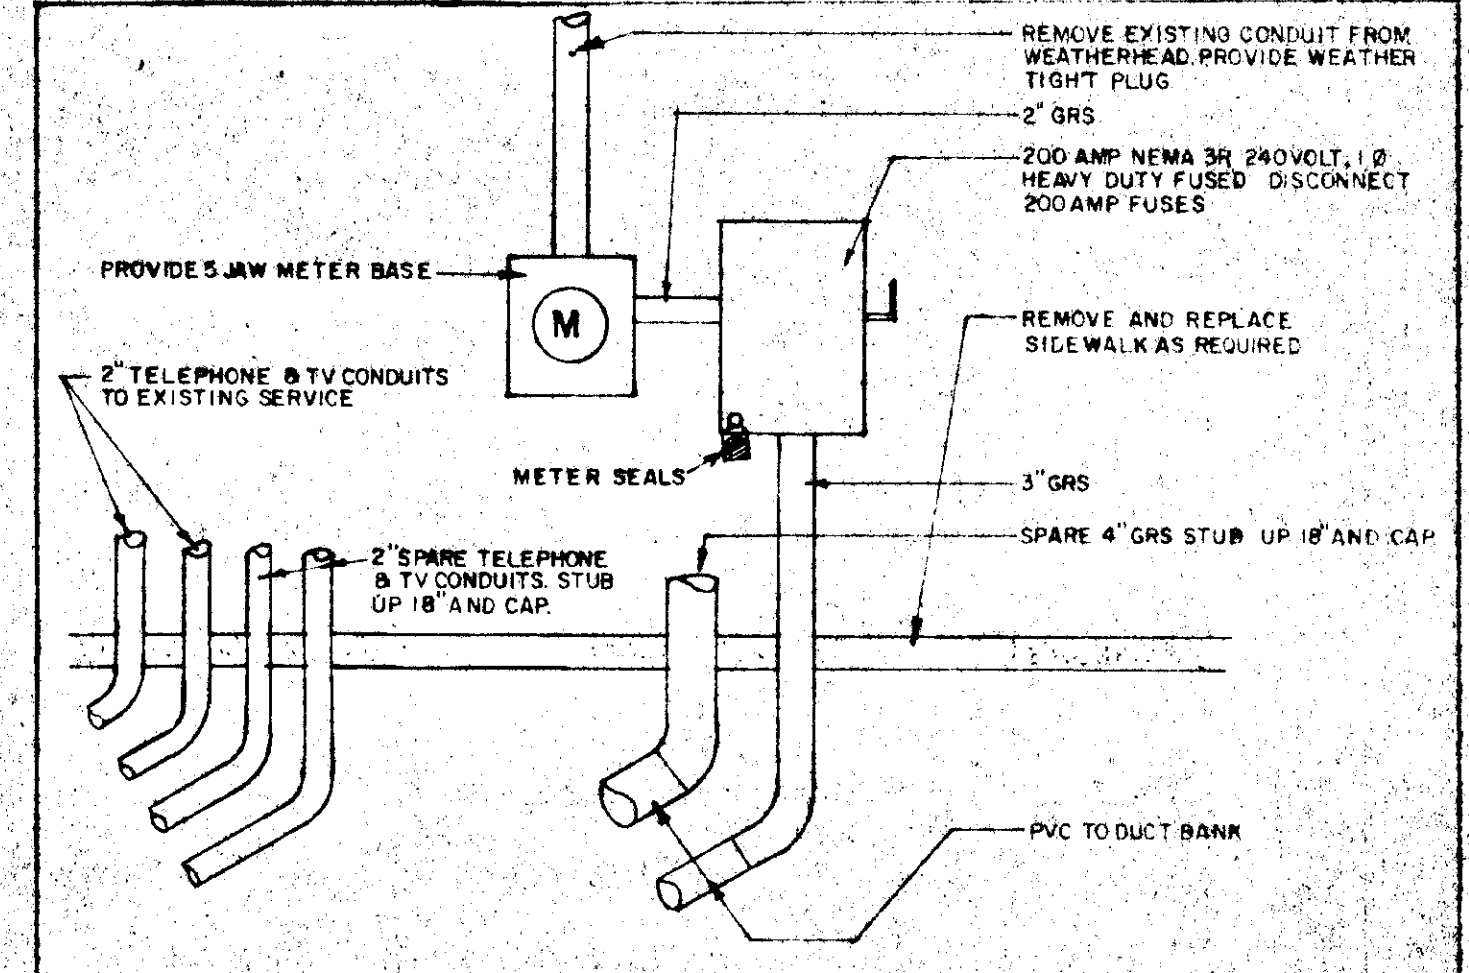 REMOVE EXISTING CONDUIT FROM
WEATHERHEAD. PROVIDE WEATHER
TIGHT PLUG
2" GRS
200 AMP NEMA 3R 240 VOLT, 1 Ø
HEAVY DUTY FUSED DISCONNECT
200 AMP FUSES
PROVIDE 5 JAW METER BASE
M
REMOVE AND REPLACE
SIDEWALK AS REQUIRED
2" TELEPHONE & TV CONDUITS
TO EXISTING SERVICE
METER SEALS
3" GRS
SPARE 4" GRS STUB UP 18" AND CAP
2" SPARE TELEPHONE
& TV CONDUITS. STUB
UP 18" AND CAP.
PVC TO DUCT BANK